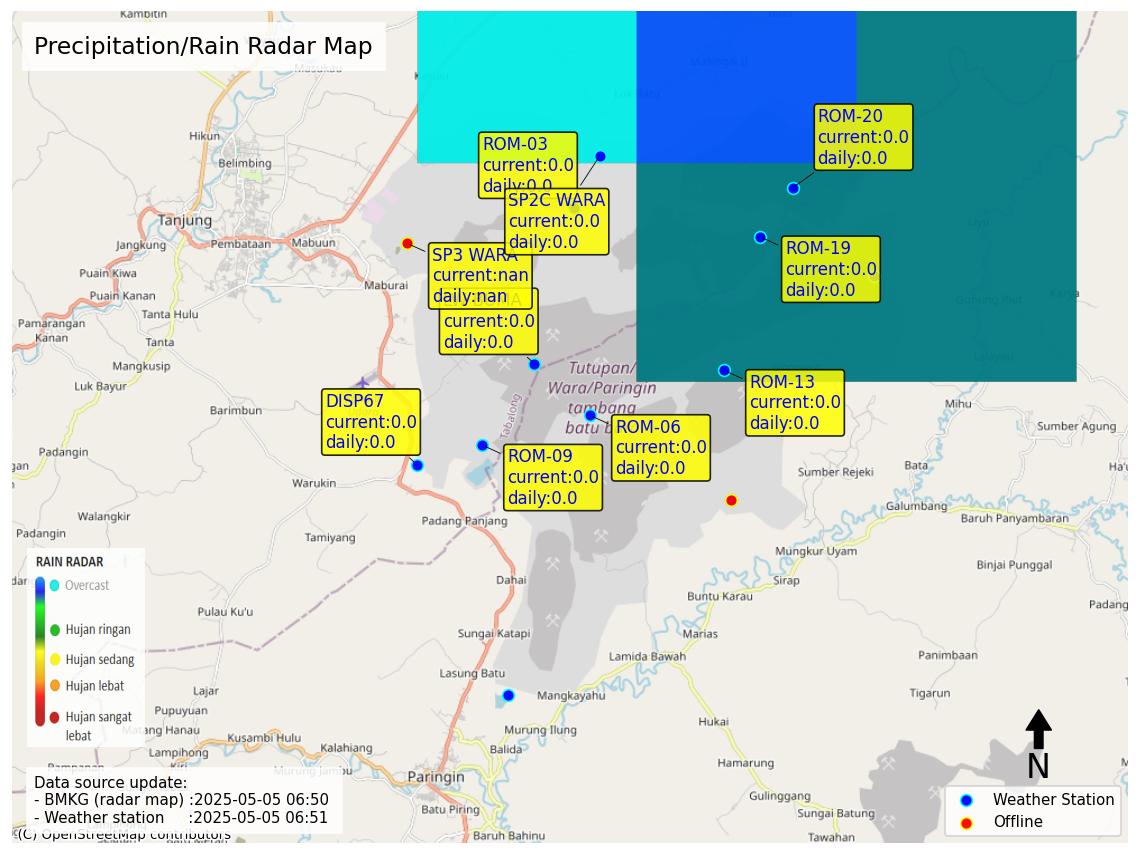 Kambitin
Precipitation/Rain Radar Map
Masukau
Luk Batu
Hikun
Belimbing
ROM-20
current:0.0
daily:0.0
ROM-03
current:0.0
daily:0.0
SP2C WARA
current:0.0
daily:0.0
Tanjung
Jangkung
Pembataan
Mabuun
SP3 WARA
current:nan
daily:nan
ROM-19
current:0.0
daily:0.0
Puain Kiwa
Maburai
Puain Kanan
Karya
Tanta Hulu
current:0.0
daily:0.0
Pamarangan
Kanan
Tanta
Mangkusip
Luk Bayur
Tutupan/
Wara/Paringin
tambang
batu b
ROM-13
current:0.0
daily:0.0
Tabalong
DISP67
current:0.0
daily:0.0
Barimbun
Mihu
ROM-06
current:0.0
daily:0.0
Sumber Agung
Padangin
ROM-09
current:0.0
daily:0.0
Bata
Sumber Rejeki
Warukin
Galumbang
Walangkir
Padang Panjang
Baruh Panyambaran
Padangin
Tamiyang
Mungkur Uyam
Binjai Punggal
RAIN RADAR
Overcast
Hujan ringan
Hujan sedang
Hujan lebat
Hujan sangat
lebat
Dahai
Sirap
Buntu Karau
Padang
Pulau Ku'u
Sungai Katapi
Marias
Lamida Bawah
Panimbaan
Lasung Batu
Lajar
Mangkayahu
Tigarun
Pupuyuan
Matang Hanau
Hukai
Murung Ilung
Kusambi Hulu
Kalahiang
Balida
Lampihong
Hamarung
N
Murung Jambu
Paringin
Data source update:
- BMKG (radar map) :2025-05-05 06:50
- Weather station :2025-05-05 06:51
Gulinggang
Weather Station
Offline
Batu Piring
Sungai Batung
Baruh Bahinu
Tawahan
(C) OpenStreetMap contributors